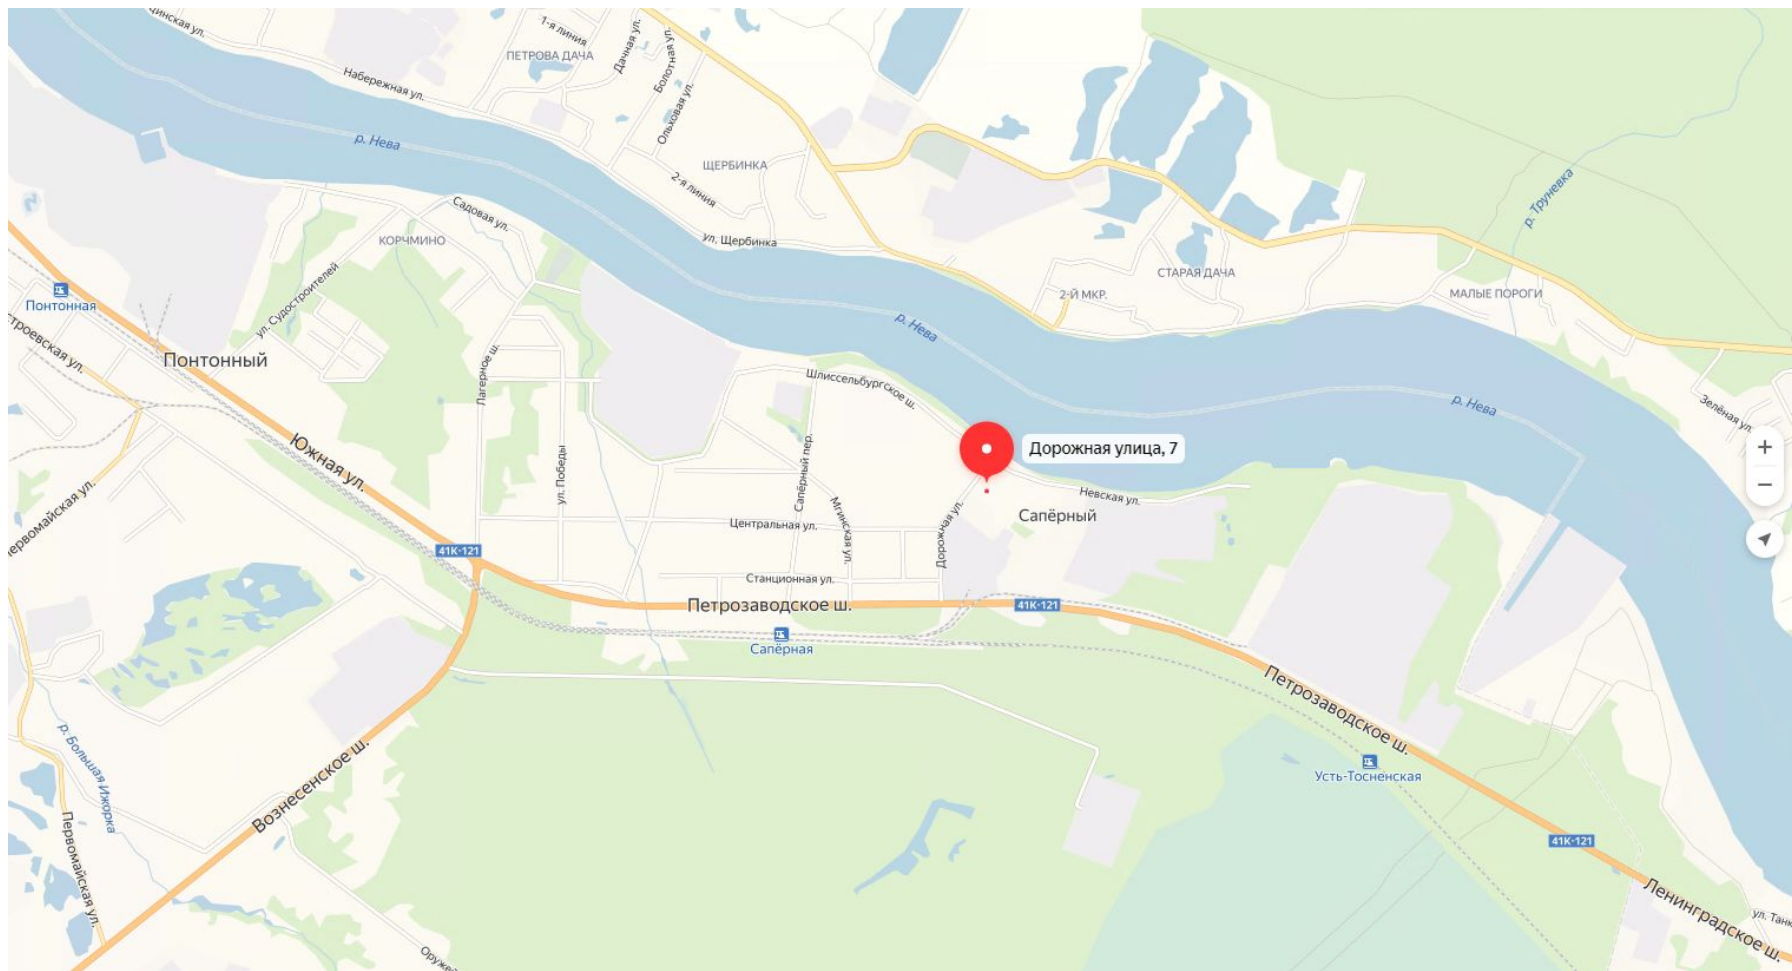 1-я линия
ПЕТРОВА ДАЧА
Дачная ул.
Болотная ул.
Набережная ул.
Ольховая ул.
р. Нева
ЩЕРБИНКА
2-я линия
р. Труневка
Садовая ул.
КОРЧМИНО
ул. Щербинка
СТАРАЯ ДАЧА
2-Й МКР.
МАЛЫЕ ПОРОГИ
Понтонная
ул. Судостроителей
р. Нева
Понтонный
Лагерное ш.
Шлиссельбургское ш.
р. Нева
Зелёная ул.
Южная ул.
Дорожная улица, 7
+
−
ул. Победы
Сапёрный пер.
Невская ул.
Мгинская ул.
Сапёрный
Центральная ул.
Дорожная ул.
41К-121
Станционная ул.
Петрозаводское ш.
41К-121
Сапёрная
Петрозаводское ш.
р. Большая Ижорка
Вознесенское ш.
Усть-Тосненская
Первомайская ул.
41К-121
Ленинградское ш.